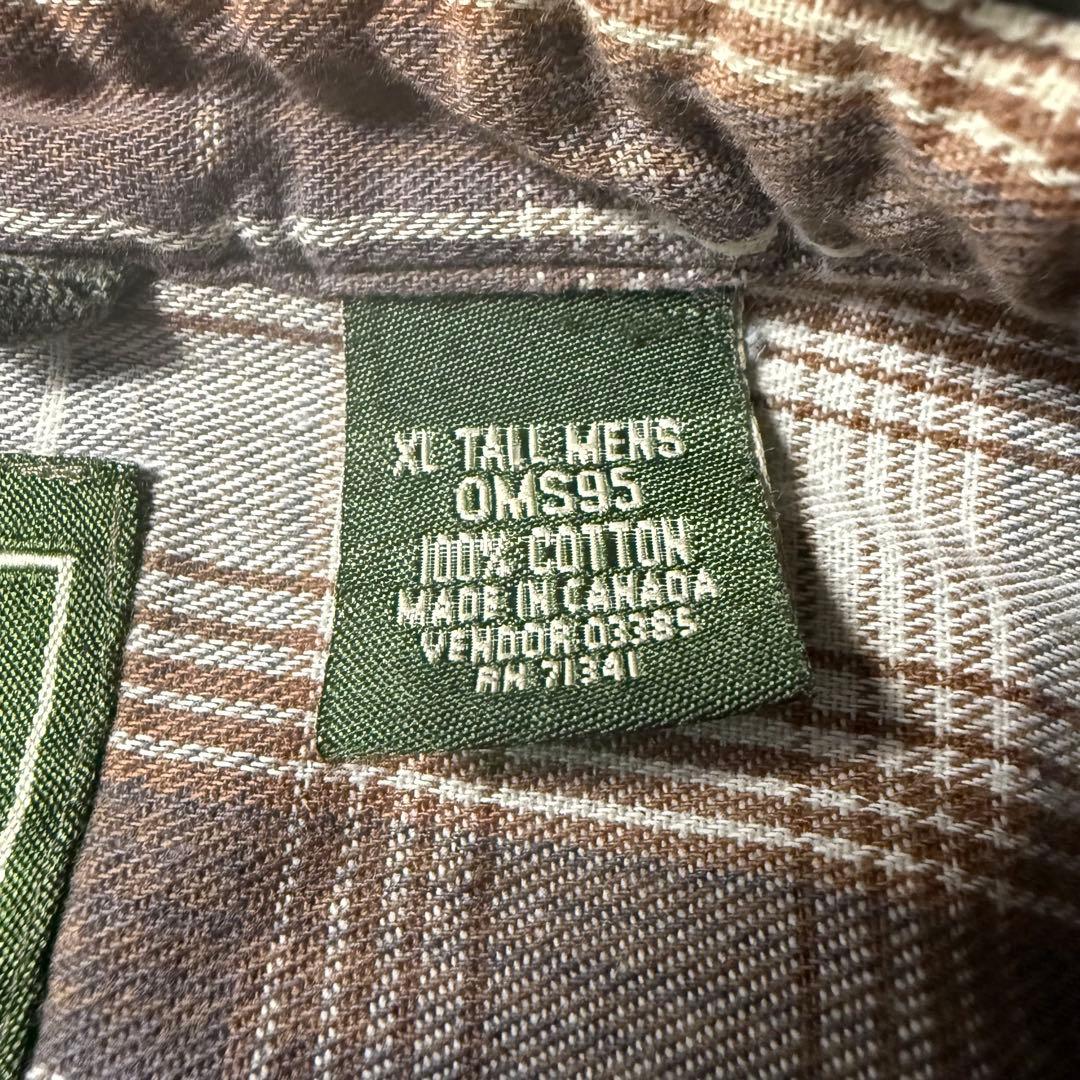 XL TALL MENS
OMS95
100% COTTON
MADE IN CANADA
VENDOR 03385
RN 71341